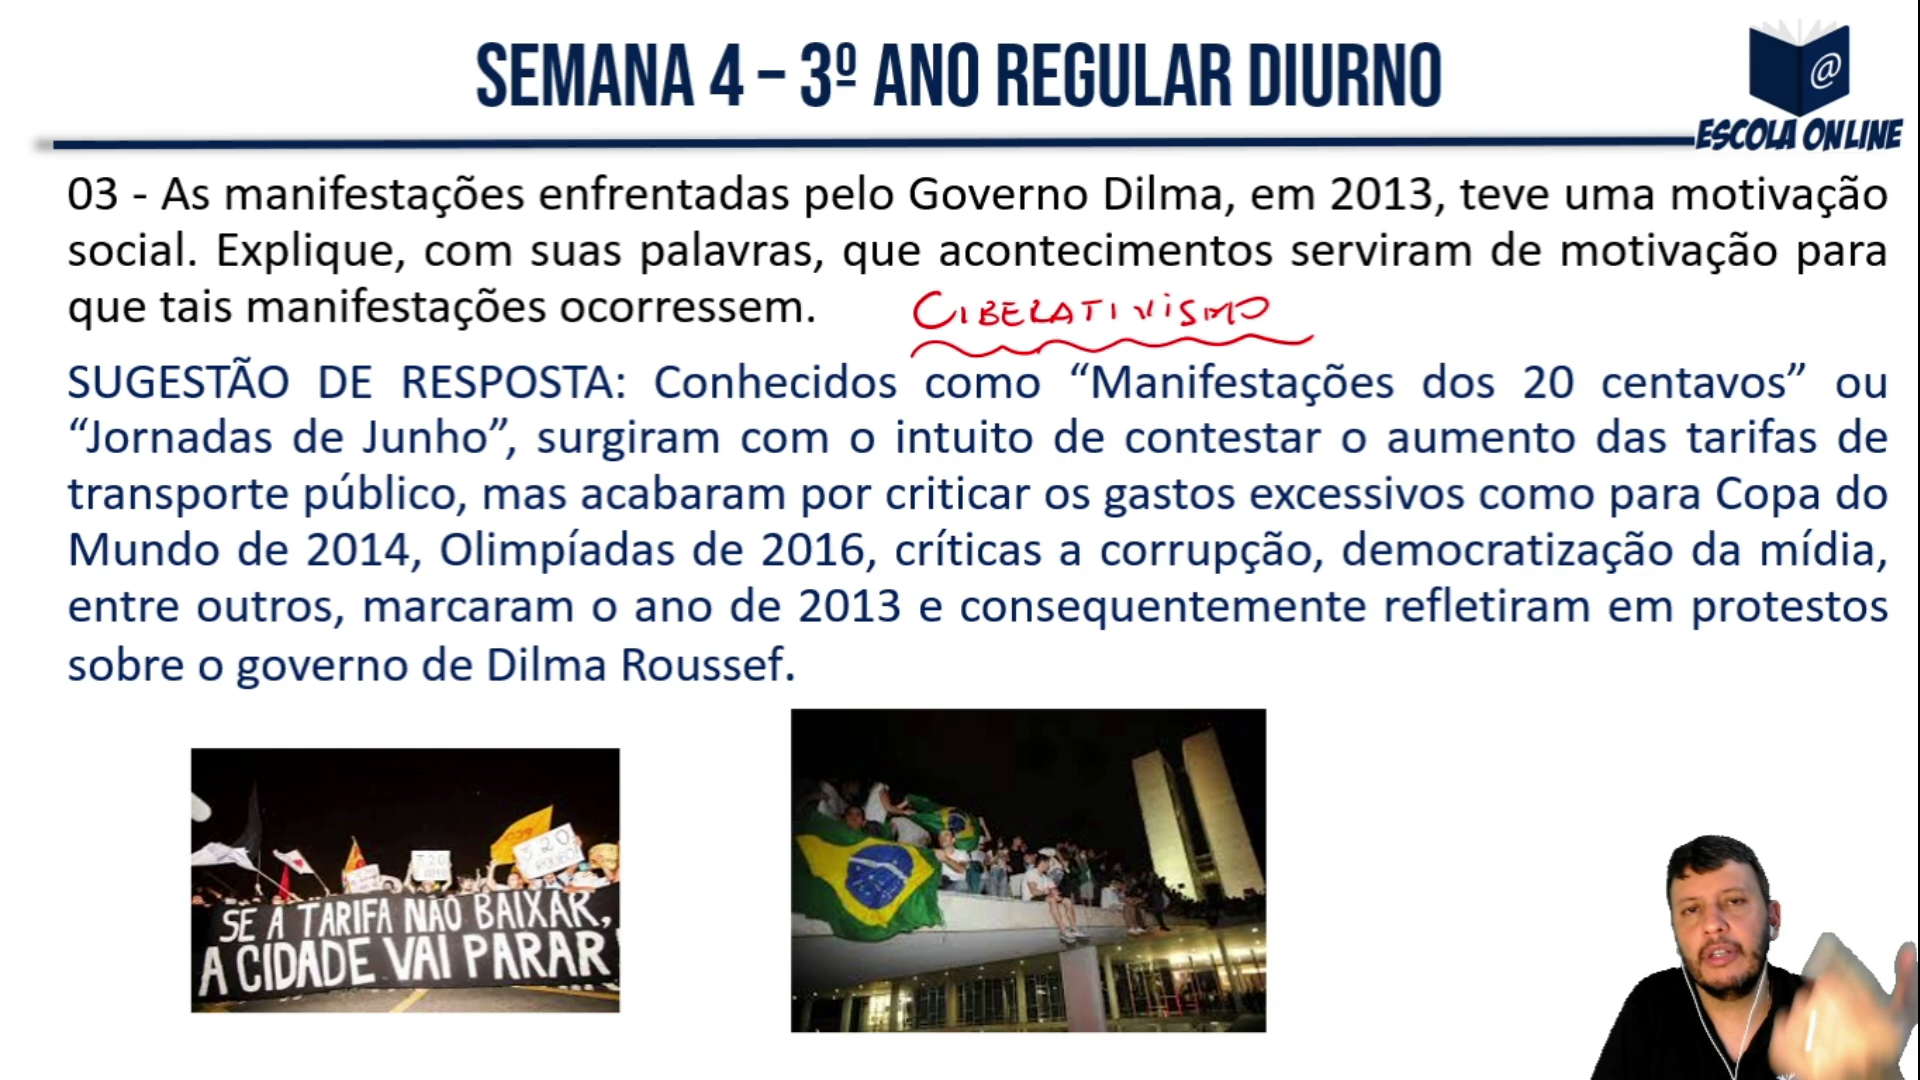 SEMANA 4 – 3º ANO REGULAR DIURNO
@
ESCOLA ONLINE
03 - As manifestações enfrentadas pelo Governo Dilma, em 2013, teve uma motivação
social. Explique, com suas palavras, que acontecimentos serviram de motivação para
que tais manifestações ocorressem.
CIBERATIVISMO
SUGESTÃO DE RESPOSTA: Conhecidos como “Manifestações dos 20 centavos” ou
“Jornadas de Junho”, surgiram com o intuito de contestar o aumento das tarifas de
transporte público, mas acabaram por criticar os gastos excessivos como para Copa do
Mundo de 2014, Olimpíadas de 2016, críticas a corrupção, democratização da mídia,
entre outros, marcaram o ano de 2013 e consequentemente refletiram em protestos
sobre o governo de Dilma Roussef.
3,20
3,20
SE A TARIFA NÃO BAIXAR,
A CIDADE VAI PARAR